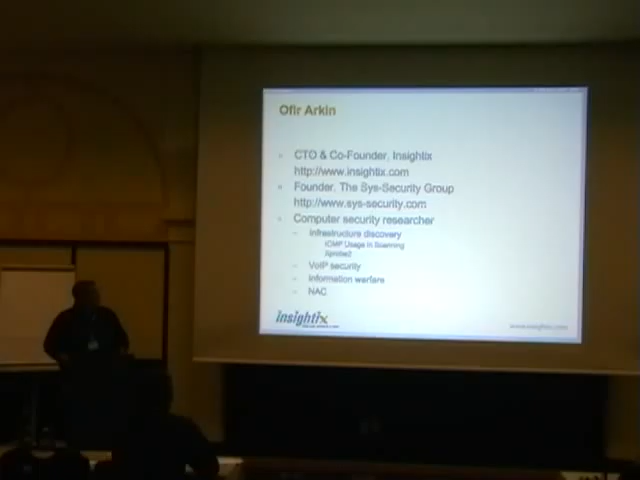 Ofir Arkin
CTO & Co-Founder, Insightix
http://www.insightix.com
Founder, The Sys-Security Group
http://www.sys-security.com
Computer security researcher
Infrastructure discovery
ICMP Usage in Scanning
Xprobe2
VoIP security
Information warfare
NAC
insightix
www.insightix.com